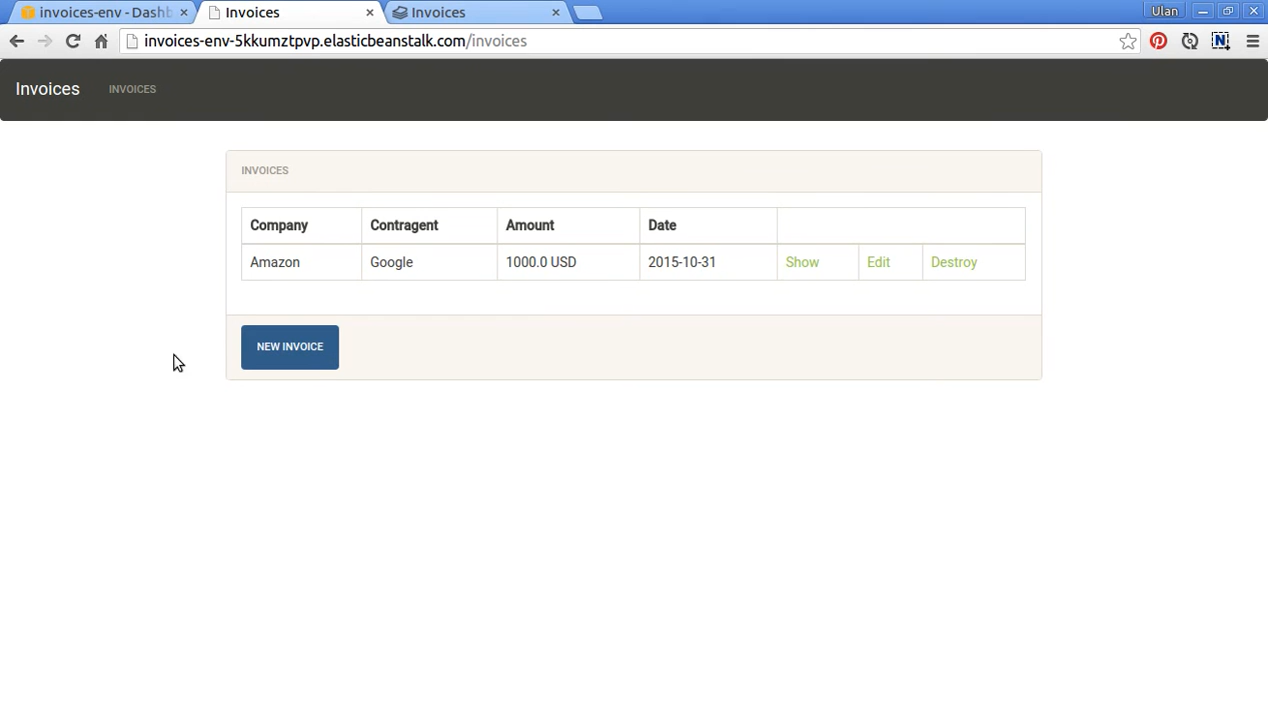 invoices-env - Dashb
Invoices
Invoices
Ulan
invoices-env-5kkumztpvp.elasticbeanstalk.com/invoices
N
Invoices INVOICES
INVOICES
Company Contragent Amount Date
Amazon Google 1000.0 USD 2015-10-31 Show Edit Destroy
NEW INVOICE